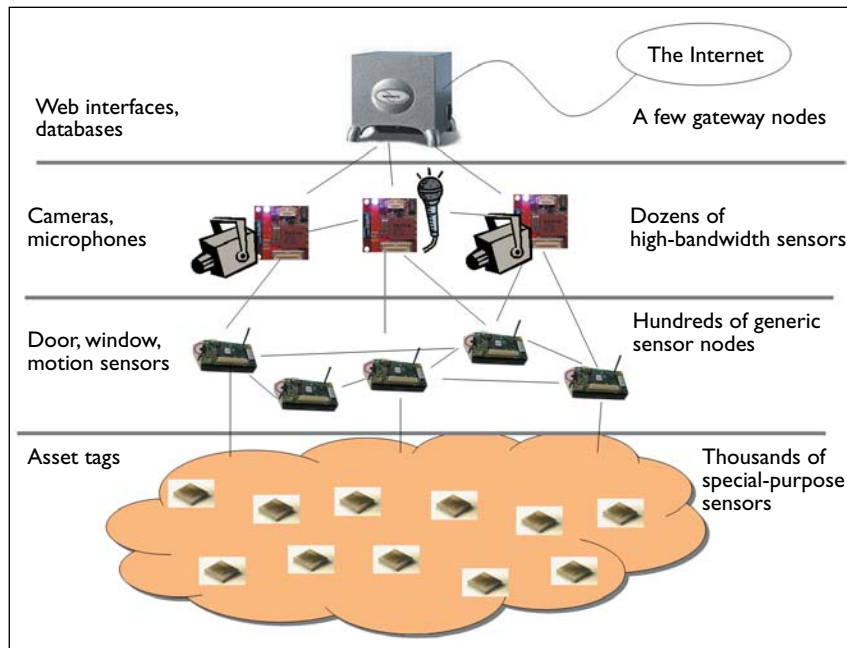 The Internet
Web interfaces,
databases
A few gateway nodes
Cameras,
microphones
Dozens of
high-bandwidth sensors
Door, window,
motion sensors
Hundreds of generic
sensor nodes
Asset tags
Thousands of
special-purpose
sensors